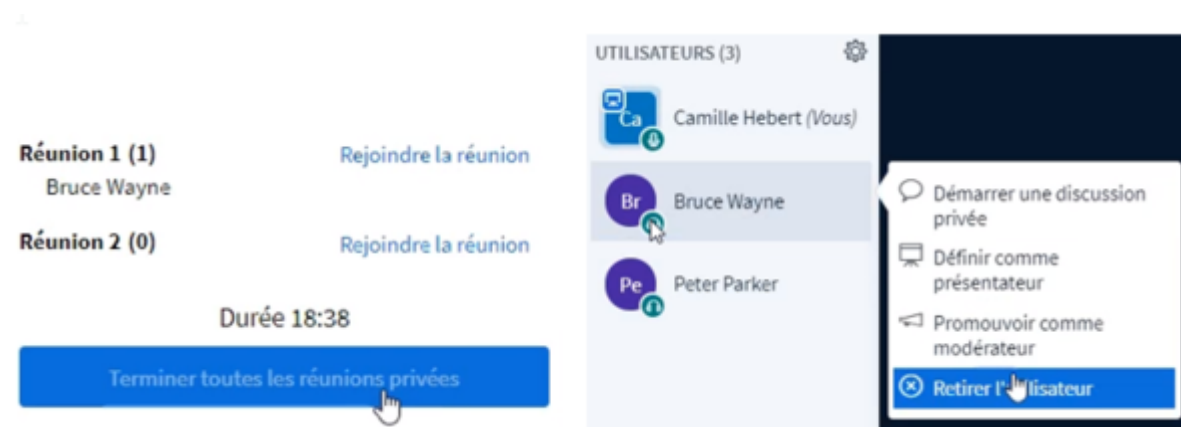 Réunion 1 (1)
Rejoindre la réunion
Bruce Wayne
Réunion 2 (0)
Rejoindre la réunion
Durée 18:38
Terminer toutes les réunions privées
UTILISATEURS (3)
Ca
Camille Hebert (Vous)
Br
Bruce Wayne
Pe
Peter Parker
Démarrer une discussion
privée
Définir comme
présentateur
Promouvoir comme
modérateur
Retirer l'utilisateur